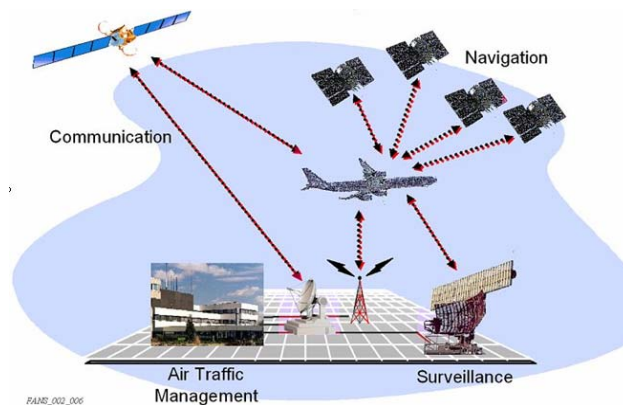 Navigation
Communication
Air Traffic
Management
Surveillance
FANS_002_006